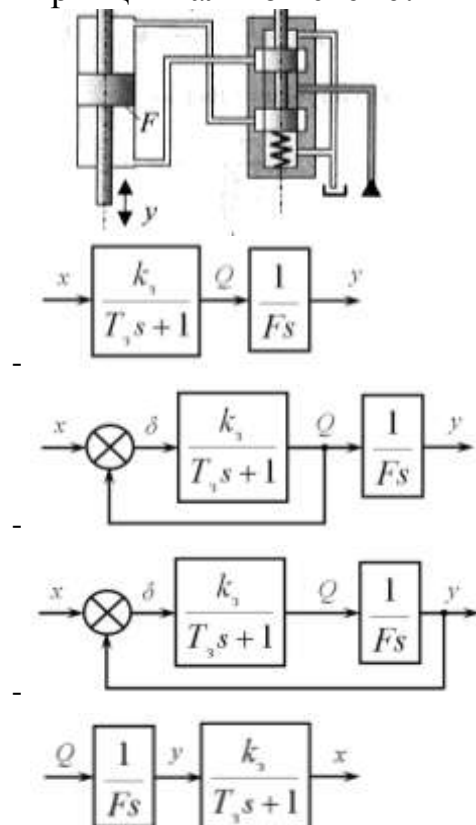 F
y
x
k₃
T₃s + 1
Q
1
Fs
y
-
x
δ
k₃
T₃s + 1
Q
1
Fs
y
-
x
δ
k₃
T₃s + 1
Q
1
Fs
y
-
Q
1
Fs
y
k₃
T₃s + 1
x